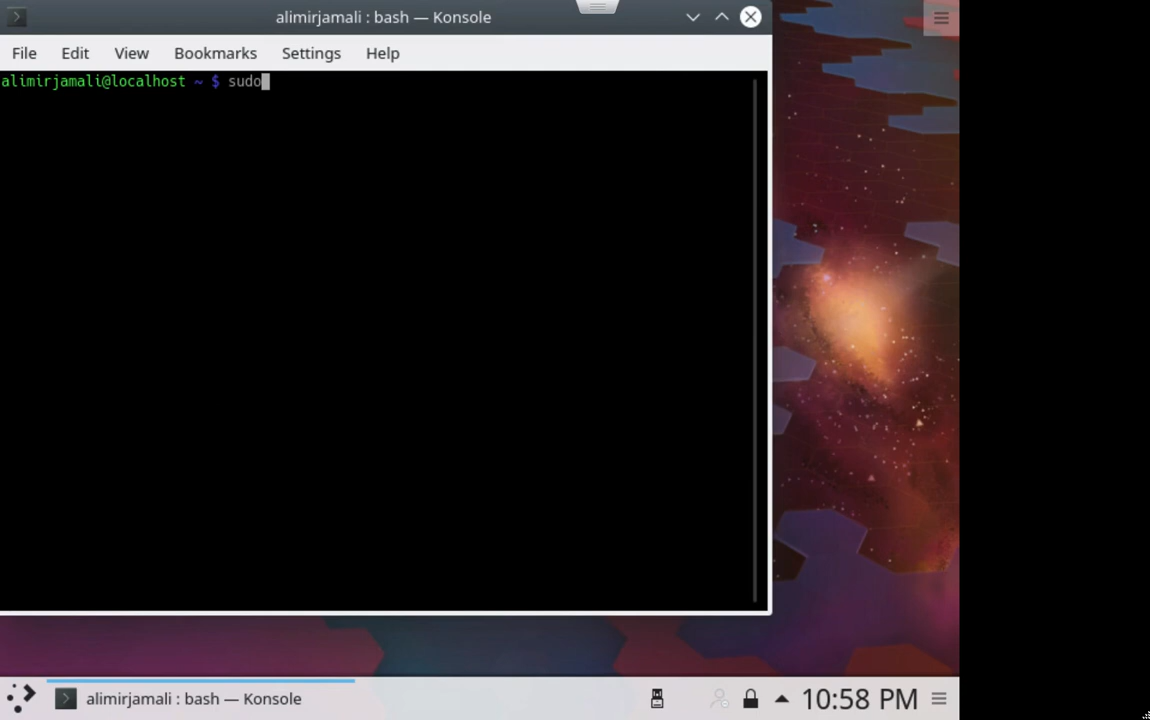 alimirjamali : bash — Konsole
File Edit View Bookmarks Settings Help
alimirjamali@localhost ~ $ sudo
alimirjamali : bash — Konsole
10:58 PM